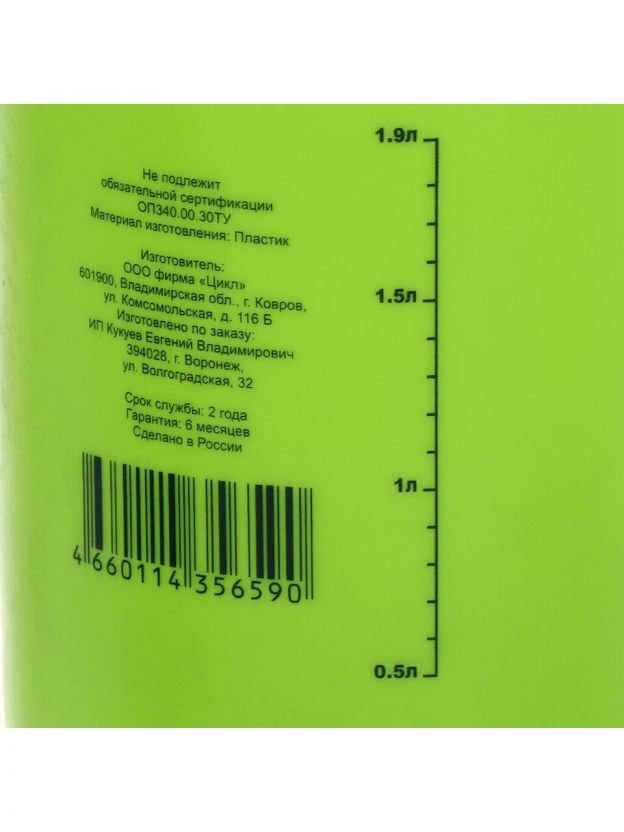 Не подлежит
обязательной сертификации
ОП340.00.30ТУ
Материал изготовления: Пластик
Изготовитель:
ООО фирма «Цикл»
601900, Владимирская обл., г. Ковров,
ул. Комсомольская, д. 116 Б
Изготовлено по заказу:
ИП Кукуев Евгений Владимирович
394028, г. Воронеж,
ул. Волгоградская, 32
Срок службы: 2 года
Гарантия: 6 месяцев
Сделано в России
4 660114 356590
1.9л
1.5л
1л
0.5л